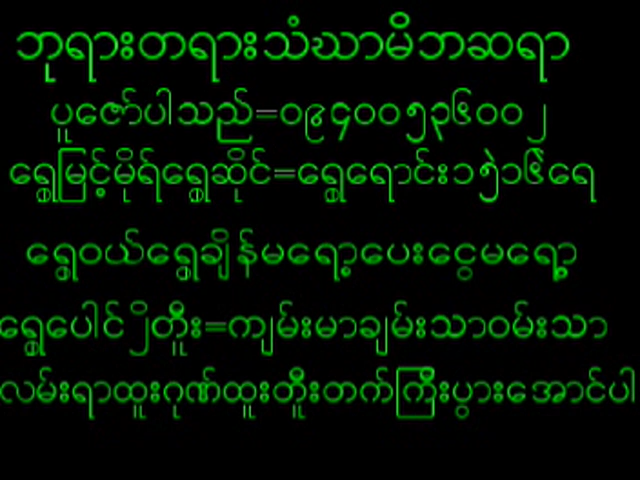 ဘုရားတရားသံဃာမိဘဆရာ
ပူဇော်ပါသည်=၀၉၄၀၀၅၃၆၀၀၂
ရွှေမြင့်မိုရ်ရွှေဆိုင်=ရွှေရောင်း၁၅ပဲ၁၆ပဲရေ
ရွှေဝယ်ရွှေချိန်မရော့ပေးငွေမရော့
ရွှေပေါင်၂ိတိူး=ကျမ်းမာချမ်းသာဝမ်းသာ
လမ်းရာထူးဂုဏ်ထူးတိူးတက်ကြီးပွားအောင်ပါ